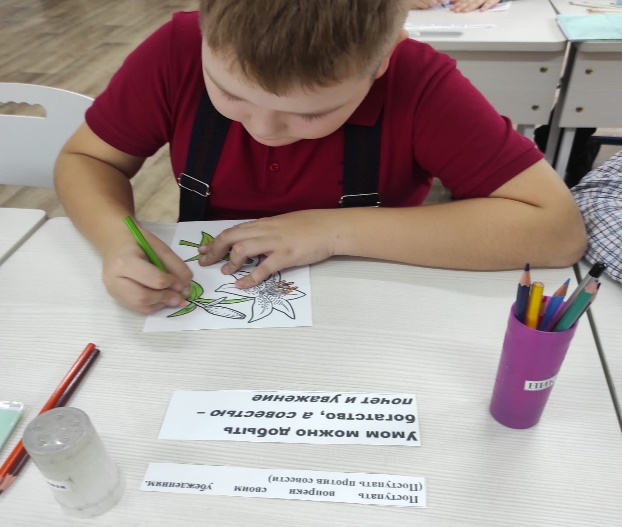 Умом можно добыть
богатство, а совестью –
почет и уважение
Поступать вопреки своим убеждениям.
(Поступать против совести)